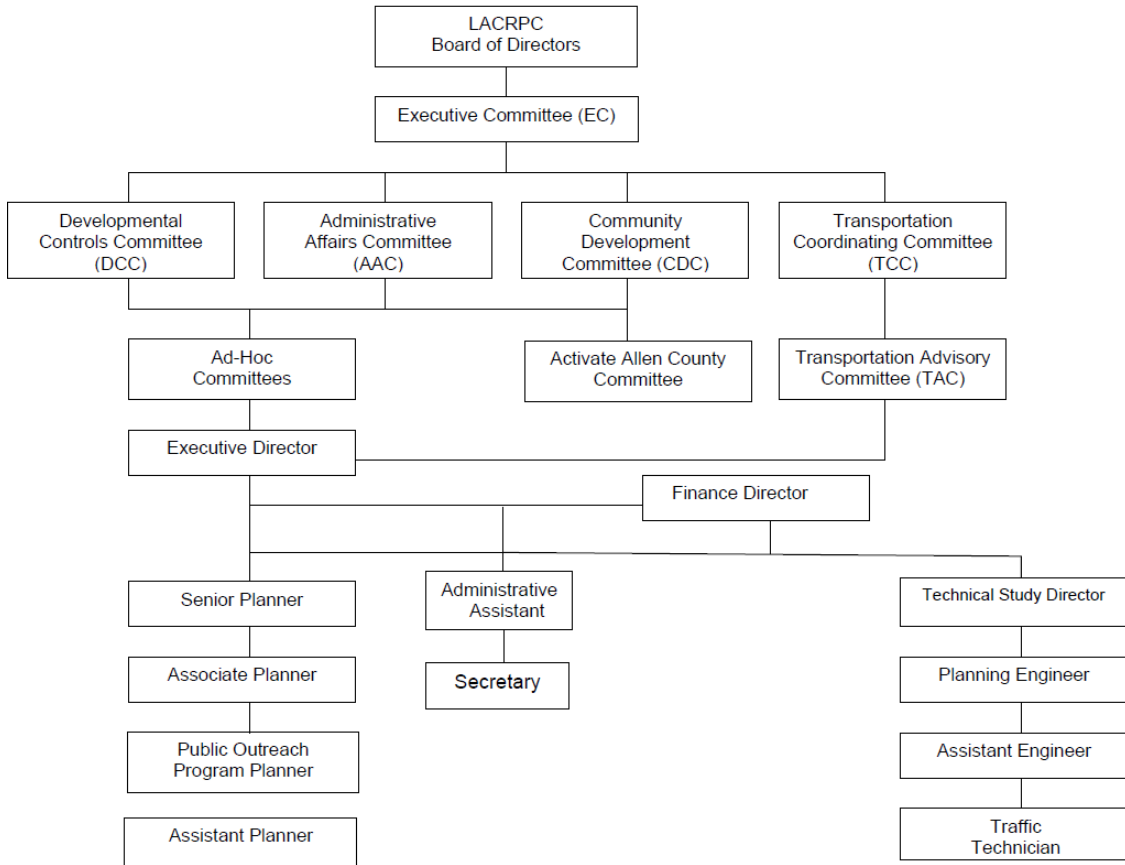 LACRPC
Board of Directors
Executive Committee (EC)
Developmental
Controls Committee
(DCC)
Administrative
Affairs Committee
(AAC)
Community
Development
Committee (CDC)
Transportation
Coordinating Committee
(TCC)
Ad-Hoc
Committees
Activate Allen County
Committee
Transportation Advisory
Committee (TAC)
Executive Director
Finance Director
Senior Planner
Administrative
Assistant
Technical Study Director
Associate Planner
Secretary
Planning Engineer
Public Outreach
Program Planner
Assistant Engineer
Assistant Planner
Traffic
Technician